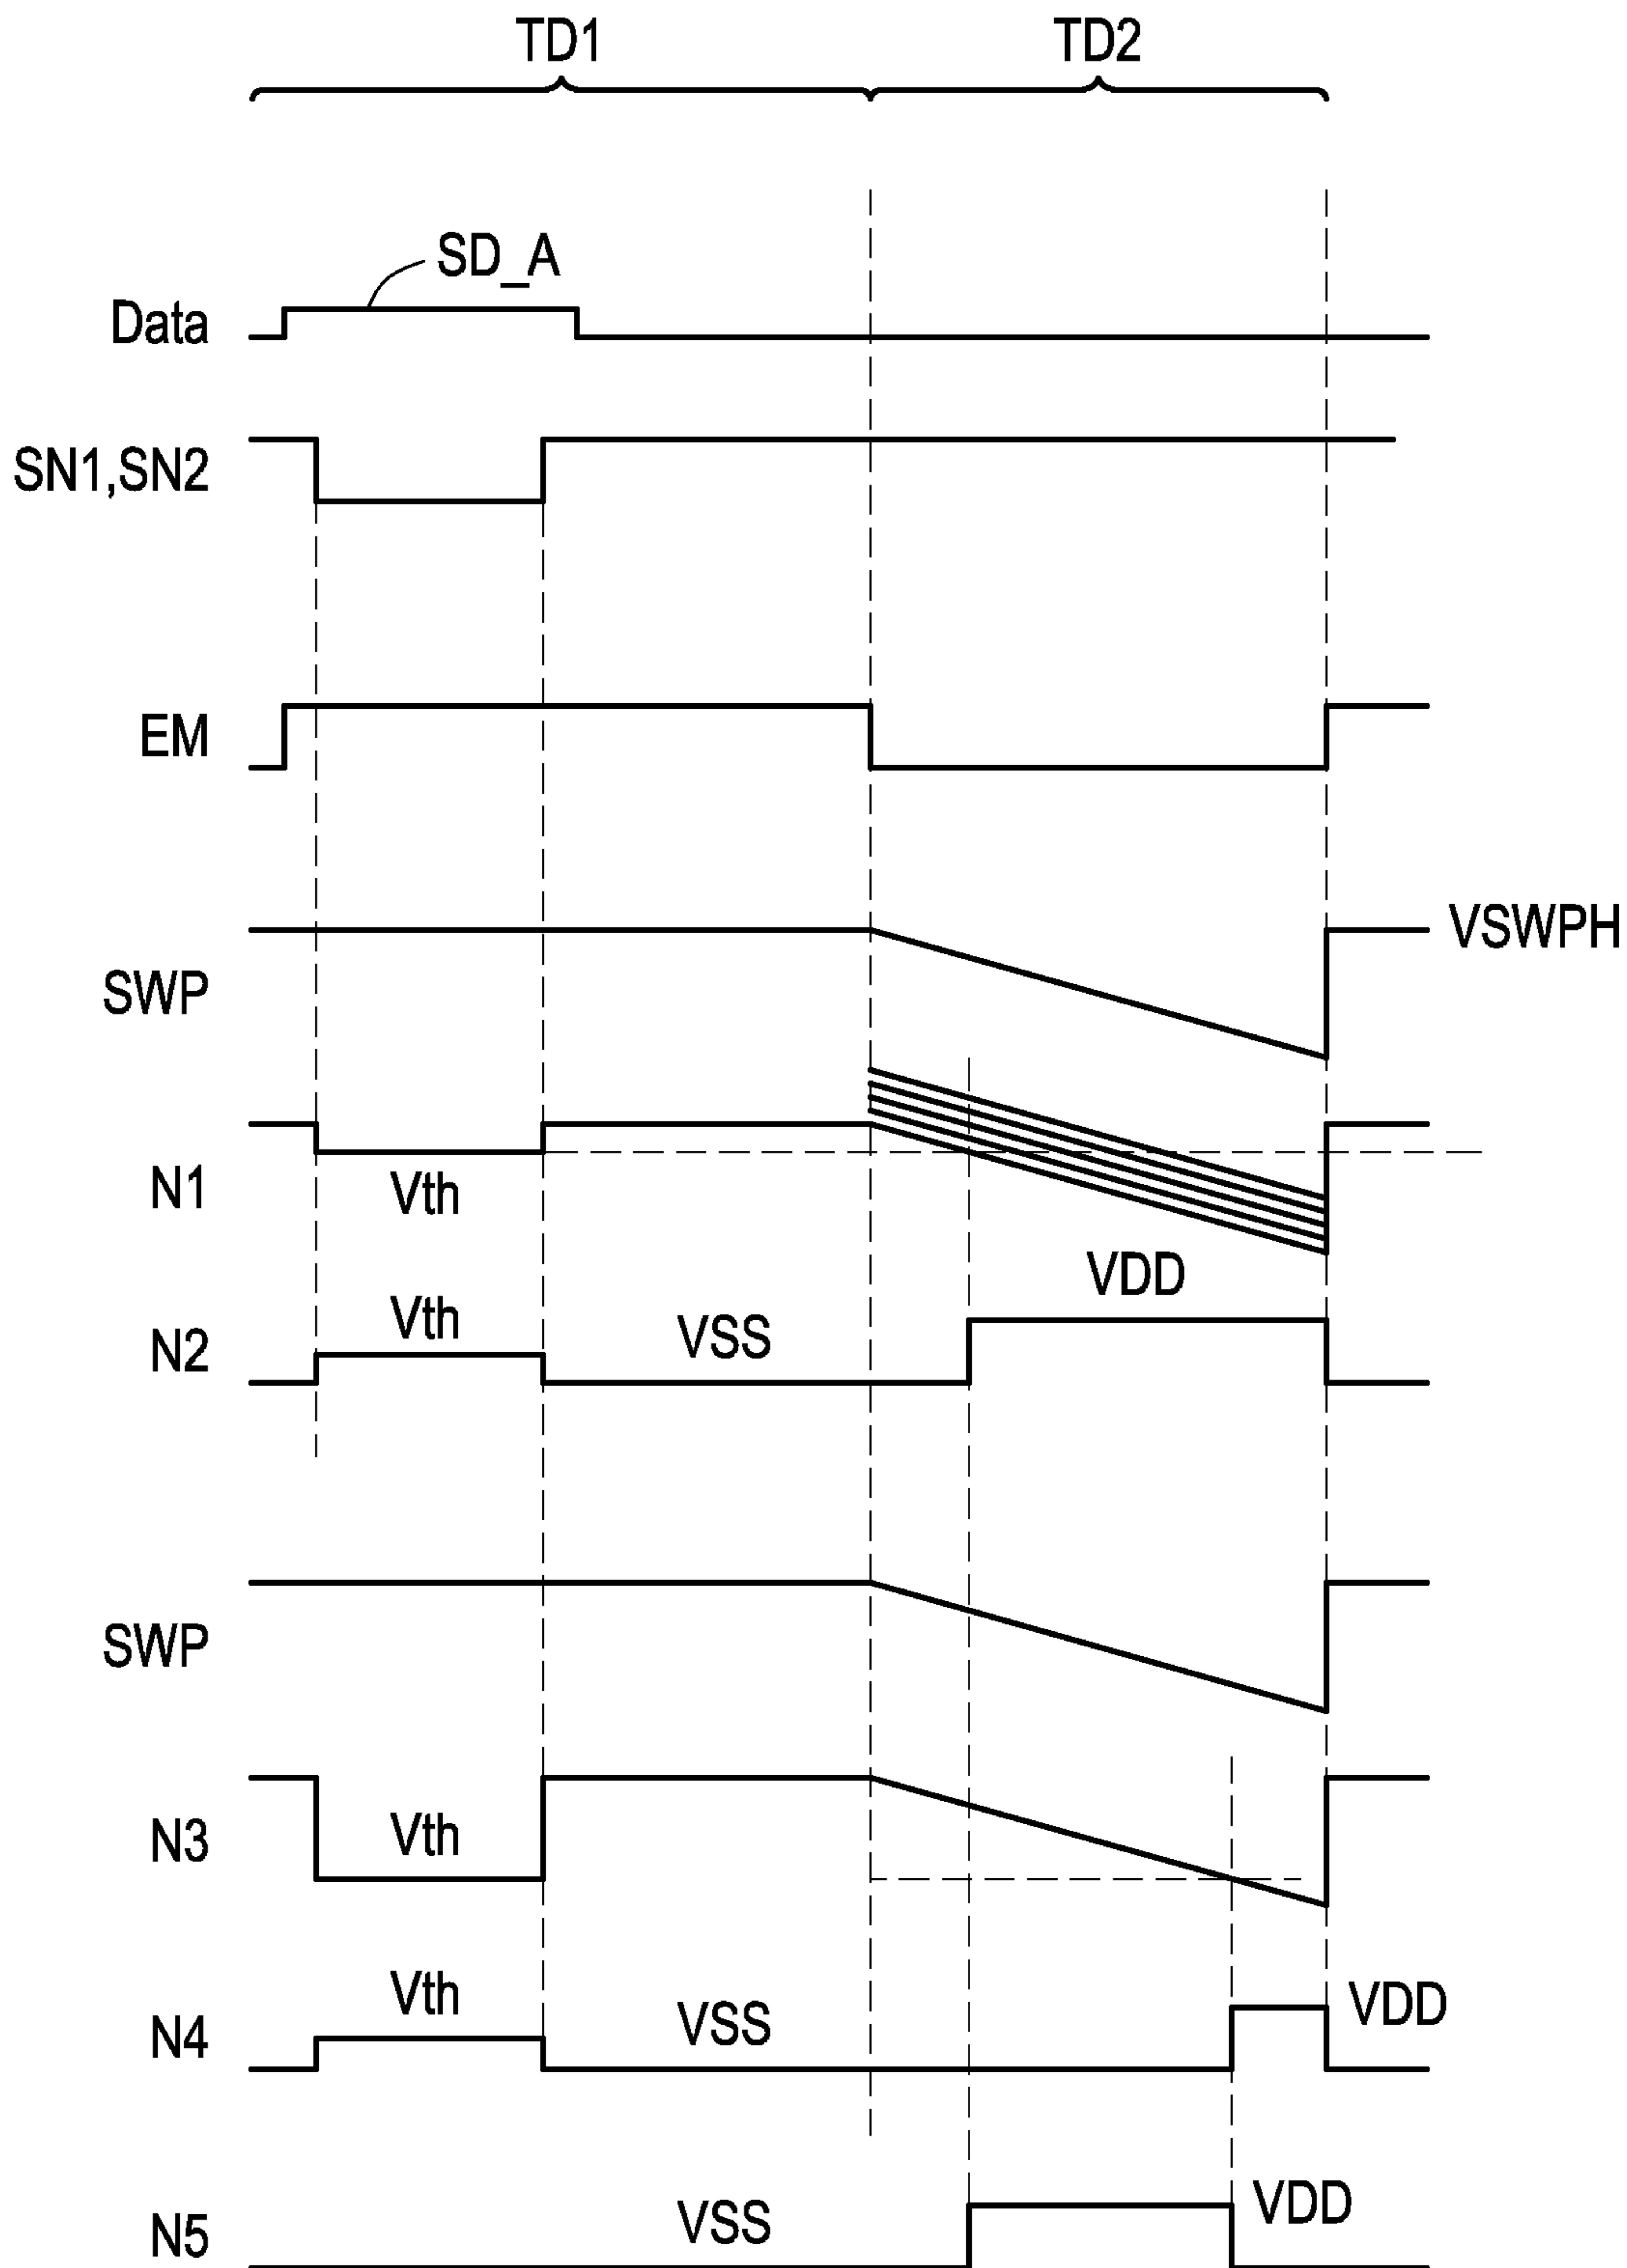 TD1 TD2
SD_A
Data
SN1,SN2
EM
VSWPH
SWP
N1 Vth
VDD
N2 Vth VSS
SWP
N3 Vth
N4 Vth VSS VDD
N5 VSS VDD